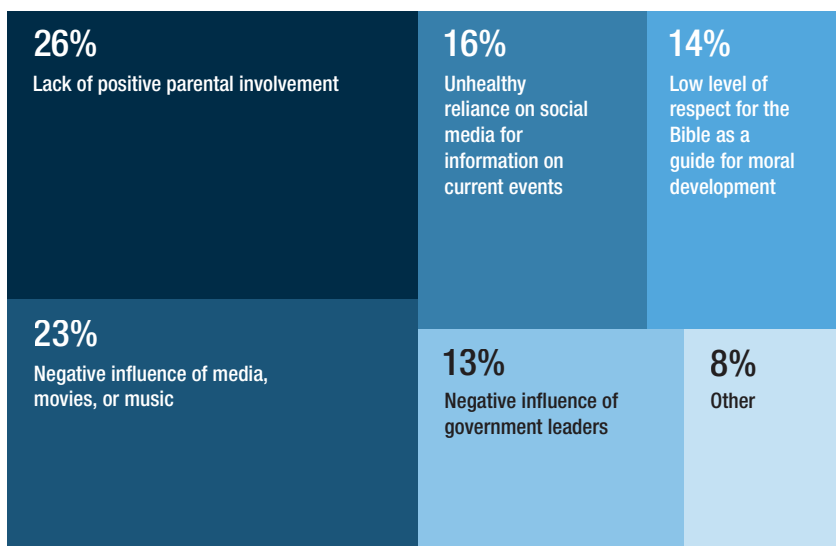 26%
Lack of positive parental involvement
16%
Unhealthy
reliance on social
media for
information on
current events
14%
Low level of
respect for the
Bible as a
guide for moral
development
23%
Negative influence of media,
movies, or music
13%
Negative influence of
government leaders
8%
Other